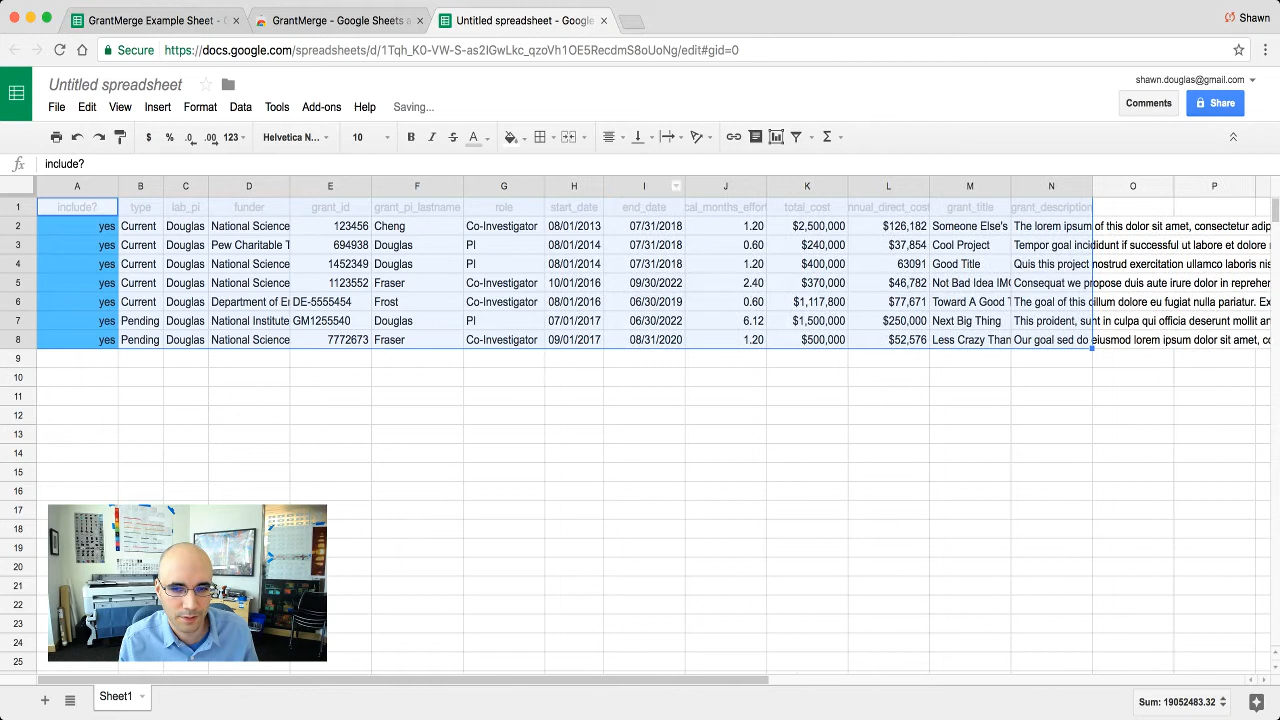 GrantMerge Example Sheet - G
GrantMerge - Google Sheets a
Untitled spreadsheet - Google
Shawn
Secure
https://docs.google.com/spreadsheets/d/1Tqh_K0-VW-S-as2IGwLkc_qzoVh1OE5RecdmS8oUoNg/edit#gid=0
Untitled spreadsheet
shawn.douglas@gmail.com
File Edit View Insert Format Data Tools Add-ons Help Saving...
Comments
Share
$ % .0 .00 123 Helvetica N... 10 B I S A
fx include?
A B C D E F G H I J K L M N O P
1 include? type lab_pi funder grant_id grant_pi_lastname role start_date end_date cal_months_effort total_cost nnual_direct_cost grant_title grant_description
2 yes Current Douglas National Science 123456 Cheng Co-Investigator 08/01/2013 07/31/2018 1.20 $2,500,000 $126,182 Someone Else's The lorem ipsum of this dolor sit amet, consectetur adip
3 yes Current Douglas Pew Charitable T 694938 Douglas PI 08/01/2014 07/31/2018 0.60 $240,000 $37,854 Cool Project Tempor goal incididunt if successful ut labore et dolore
4 yes Current Douglas National Science 1452349 Douglas PI 08/01/2014 07/31/2018 1.20 $400,000 63091 Good Title Quis this project nostrud exercitation ullamco laboris nis
5 yes Current Douglas National Science 1123552 Fraser Co-Investigator 10/01/2016 09/30/2022 2.40 $370,000 $46,782 Not Bad Idea IMO Consequat we propose duis aute irure dolor in reprehen
6 yes Current Douglas Department of En DE-5555454 Frost Co-Investigator 08/01/2016 06/30/2019 0.60 $1,117,800 $77,671 Toward A Good The goal of this cillum dolore eu fugiat nulla pariatur. Ex
7 yes Pending Douglas National Institute GM1255540 Douglas PI 07/01/2017 06/30/2022 6.12 $1,500,000 $250,000 Next Big Thing This proident, sunt in culpa qui officia deserunt mollit an
8 yes Pending Douglas National Science 7772673 Fraser Co-Investigator 09/01/2017 08/31/2020 1.20 $500,000 $52,576 Less Crazy Than Our goal sed do eiusmod lorem ipsum dolor sit amet, co
9
10
11
12
13
14
15
16
17
18
19
20
21
22
23
24
25
Sheet1
Sum: 19052483.32